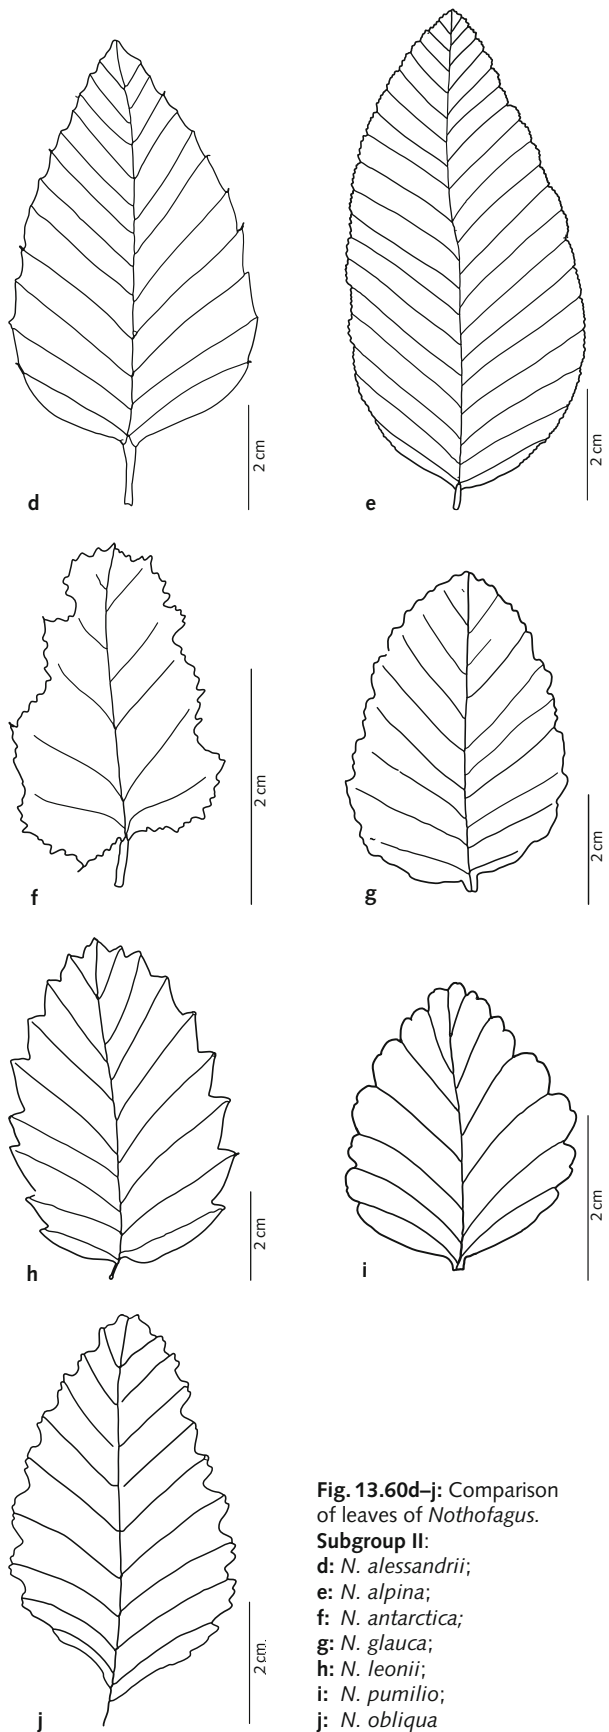 2 cm
d
2 cm
e
2 cm
f
2 cm
g
2 cm
h
2 cm
i
2 cm.
j
Fig. 13.60d–j: Comparison
of leaves of Nothofagus.
Subgroup II:
d: N. alessandrii;
e: N. alpina;
f: N. antarctica;
g: N. glauca;
h: N. leonii;
i: N. pumilio;
j: N. obliqua